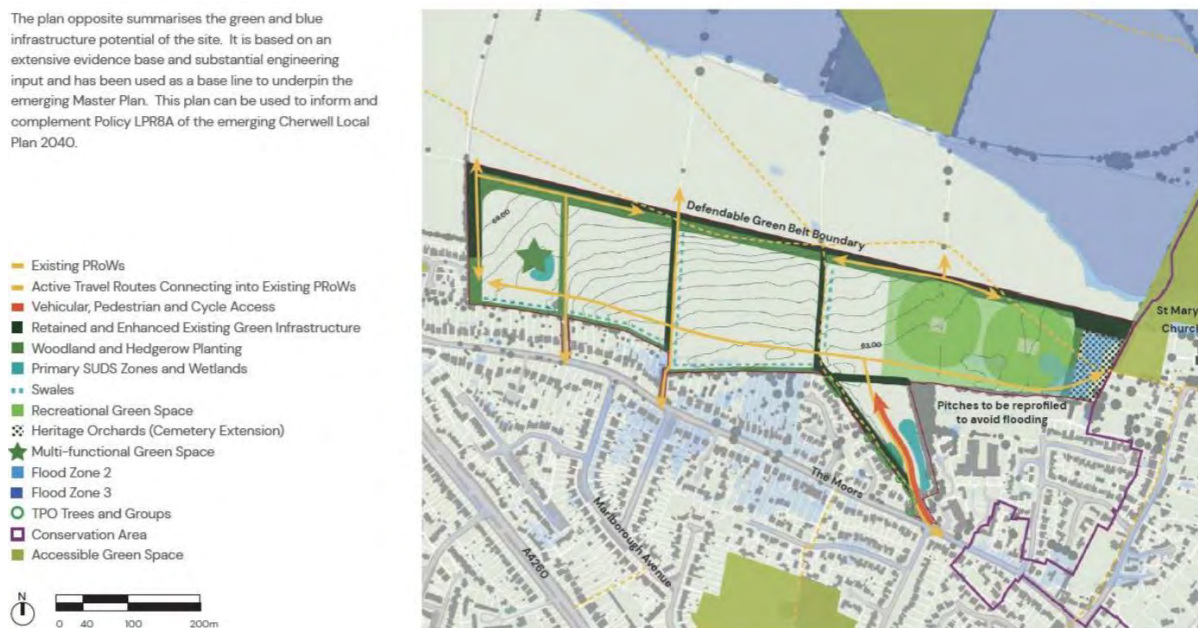 The plan opposite summarises the green and blue
infrastructure potential of the site. It is based on an
extensive evidence base and substantial engineering
input and has been used as a base line to underpin the
emerging Master Plan. This plan can be used to inform and
complement Policy LPR8A of the emerging Cherwell Local
Plan 2040.
Existing PRoWs
Active Travel Routes Connecting into Existing PRoWs
Vehicular, Pedestrian and Cycle Access
Retained and Enhanced Existing Green Infrastructure
Woodland and Hedgerow Planting
Primary SUDS Zones and Wetlands
Swales
Recreational Green Space
Heritage Orchards (Cemetery Extension)
Multi-functional Green Space
Flood Zone 2
Flood Zone 3
TPO Trees and Groups
Conservation Area
Accessible Green Space
N
0 40 100 200m
Defendable Green Belt Boundary
St Mary
Church
Pitches to be reprofiled
to avoid flooding
The Moors
Marlborough Avenue
A4260